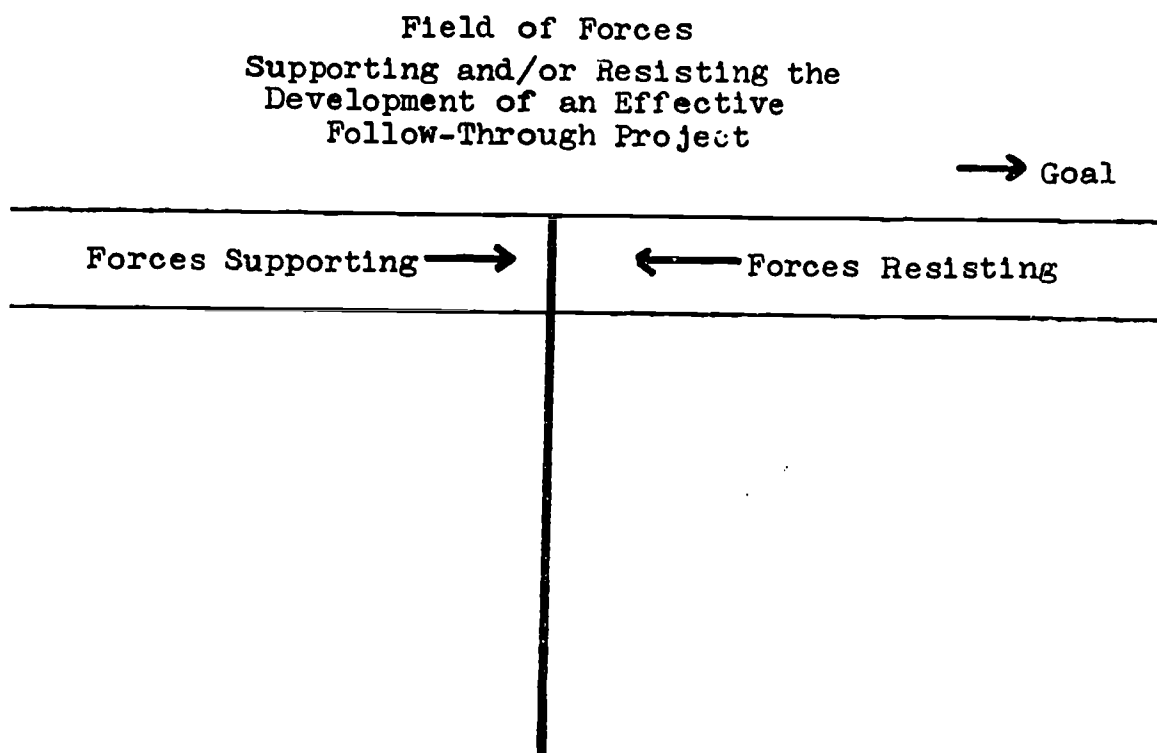 Field of Forces
Supporting and/or Resisting the
Development of an Effective
Follow-Through Project
→ Goal
Forces Supporting → ← Forces Resisting